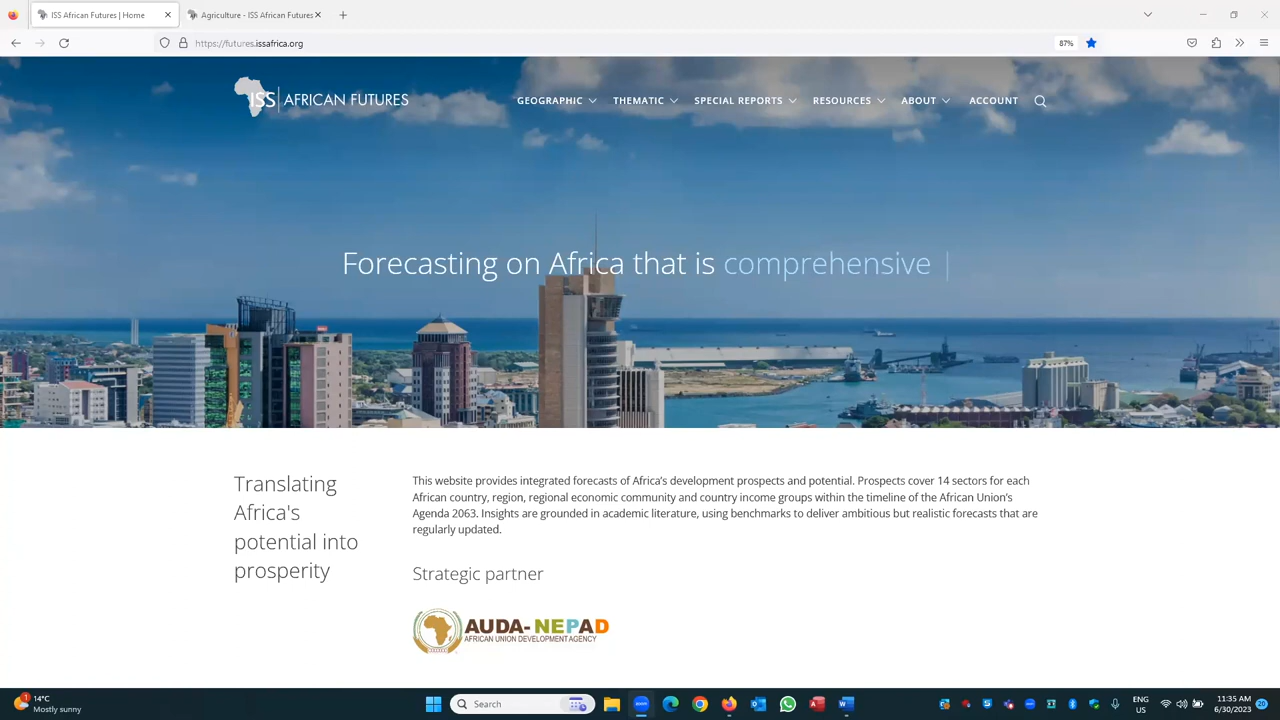 ISS African Futures | Home
Agriculture - ISS African Futures
https://futures.issafrica.org
87%
ISS | AFRICAN FUTURES
GEOGRAPHIC
THEMATIC
SPECIAL REPORTS
RESOURCES
ABOUT
ACCOUNT
Forecasting on Africa that is comprehensive |
Translating
Africa's
potential into
prosperity
This website provides integrated forecasts of Africa’s development prospects and potential. Prospects cover 14 sectors for each
African country, region, regional economic community and country income groups within the timeline of the African Union’s
Agenda 2063. Insights are grounded in academic literature, using benchmarks to deliver ambitious but realistic forecasts that are
regularly updated.
Strategic partner
AUDA-NEPAD
AFRICAN UNION DEVELOPMENT AGENCY
1
14°C
Mostly sunny
Search
zoom
ENG
US
11:35 AM
6/30/2023
20